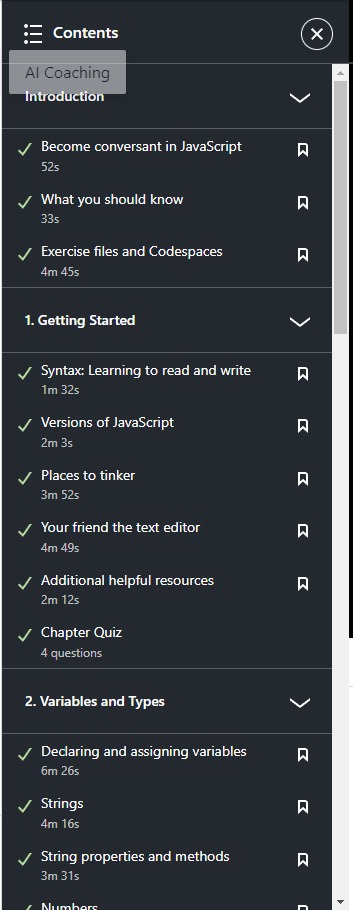 Contents
AI Coaching
Introduction
Become conversant in JavaScript
52s
What you should know
33s
Exercise files and Codespaces
4m 45s
1. Getting Started
Syntax: Learning to read and write
1m 32s
Versions of JavaScript
2m 3s
Places to tinker
3m 52s
Your friend the text editor
4m 49s
Additional helpful resources
2m 12s
Chapter Quiz
4 questions
2. Variables and Types
Declaring and assigning variables
6m 26s
Strings
4m 16s
String properties and methods
3m 31s
Numbers